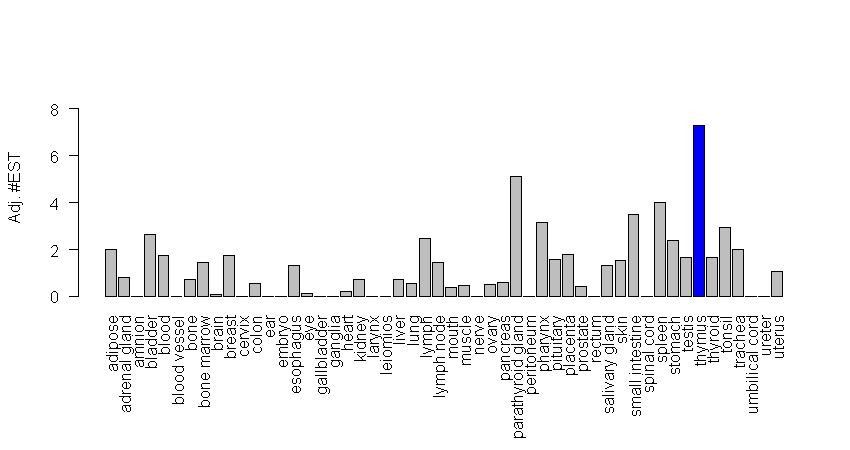 Adj. #EST
8
6
4
2
0
adipose
adrenal gland
amnion
bladder
blood
blood vessel
bone
bone marrow
brain
breast
cervix
colon
ear
embryo
esophagus
eye
gallbladder
ganglia
heart
kidney
larynx
leiomios
liver
lung
lymph
lymph node
mouth
muscle
nerve
ovary
pancreas
parathyroid gland
peritoneum
pharynx
pituitary
placenta
prostate
rectum
salivary gland
skin
small intestine
spinal cord
spleen
stomach
testis
thymus
thyroid
tonsil
trachea
umbilical cord
ureter
uterus